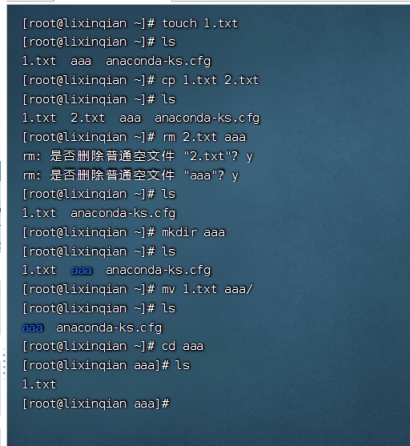 [root@lixinqian ~]# touch 1.txt
[root@lixinqian ~]# ls
1.txt  aaa  anaconda-ks.cfg
[root@lixinqian ~]# cp 1.txt 2.txt
[root@lixinqian ~]# ls
1.txt  2.txt  aaa  anaconda-ks.cfg
[root@lixinqian ~]# rm 2.txt aaa
rm: 是否删除普通空文件 "2.txt"? y
rm: 是否删除普通空文件 "aaa"? y
[root@lixinqian ~]# ls
1.txt  anaconda-ks.cfg
[root@lixinqian ~]# mkdir aaa
[root@lixinqian ~]# ls
1.txt  aaa  anaconda-ks.cfg
[root@lixinqian ~]# mv 1.txt aaa/
[root@lixinqian ~]# ls
aaa  anaconda-ks.cfg
[root@lixinqian ~]# cd aaa
[root@lixinqian aaa]# ls
1.txt
[root@lixinqian aaa]#